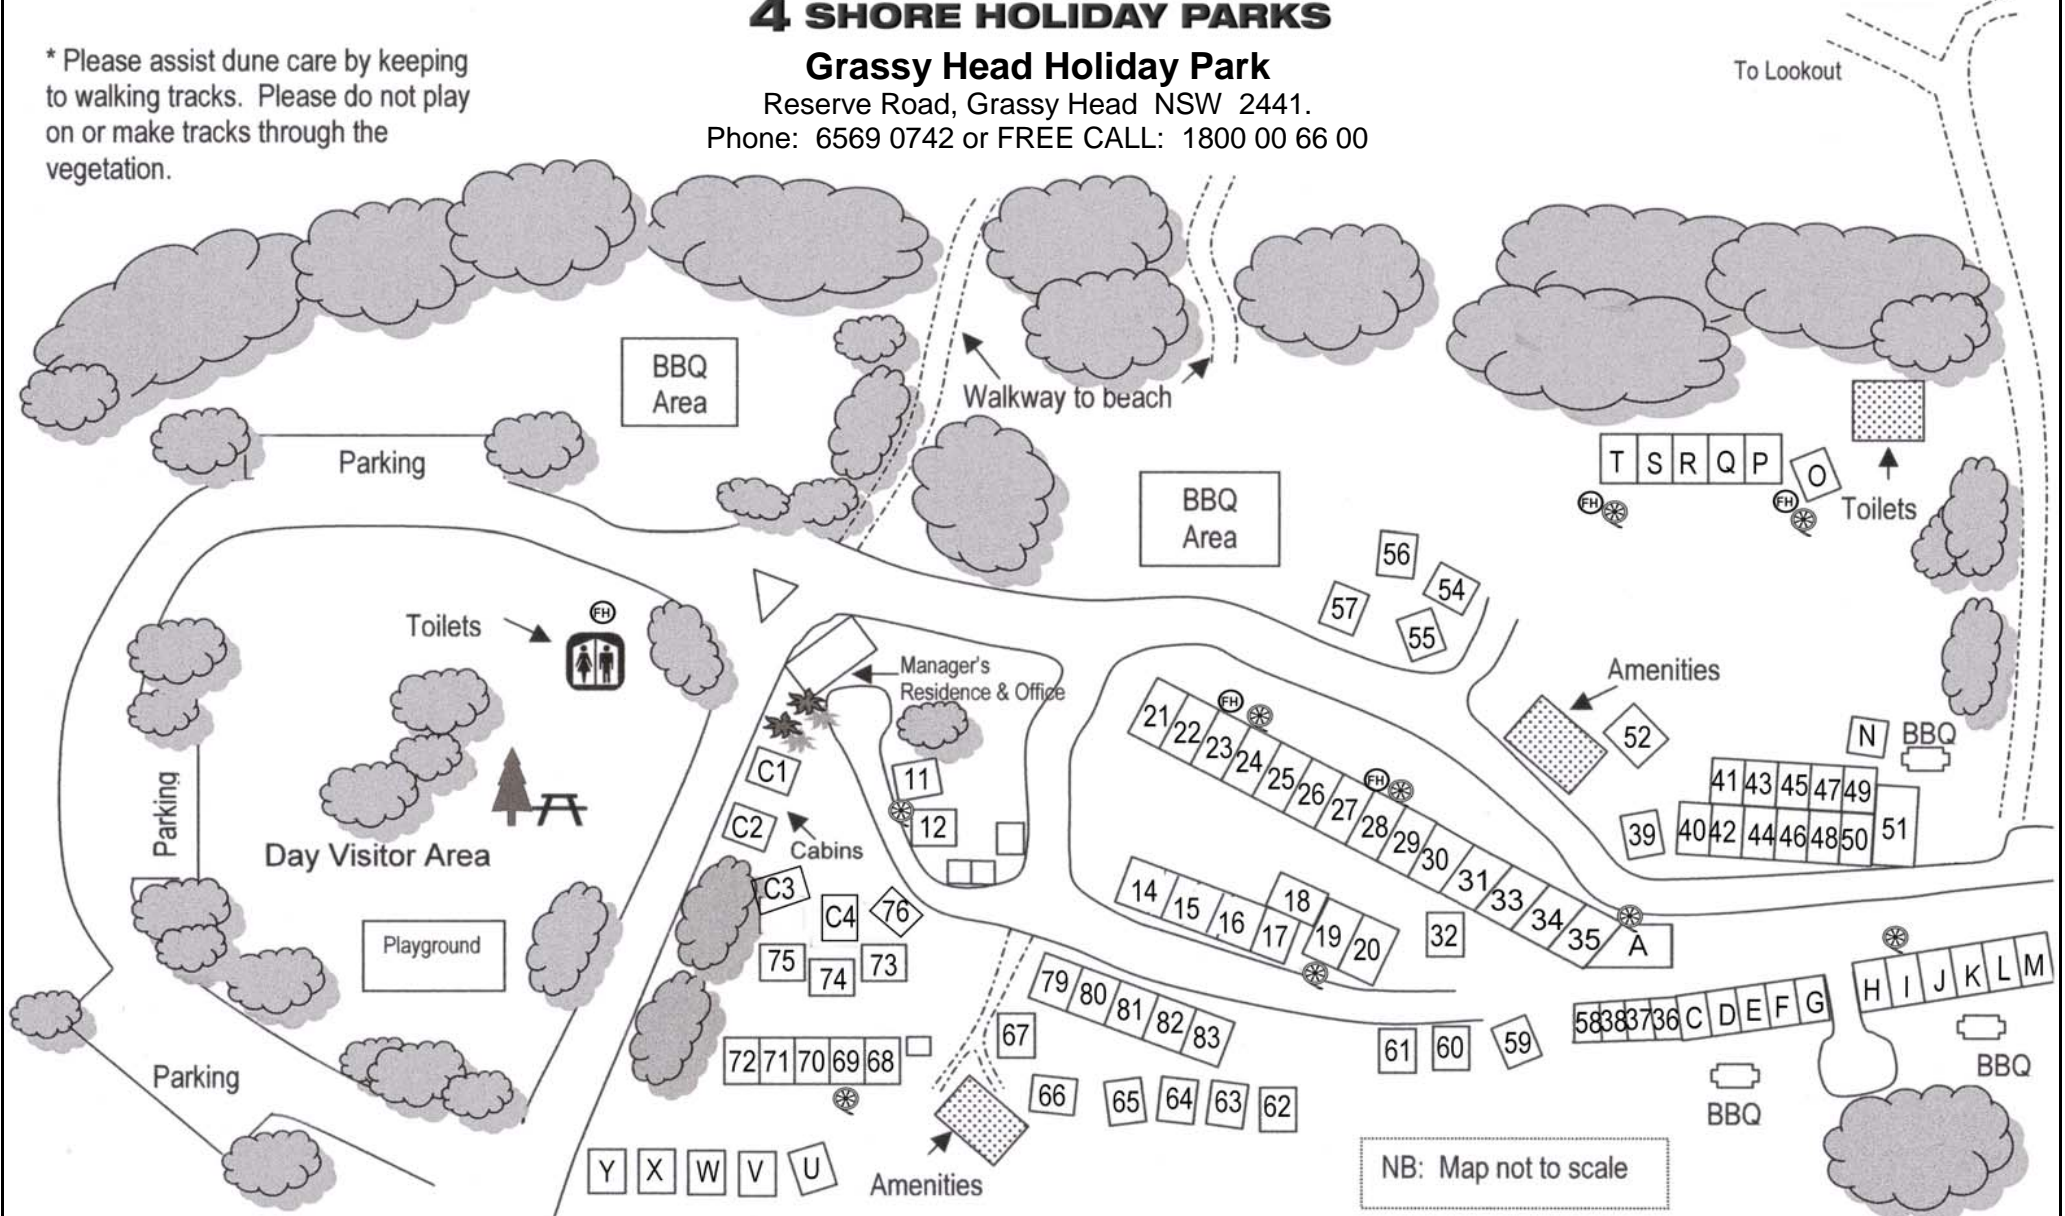 4 SHORE HOLIDAY PARKS
Grassy Head Holiday Park
Reserve Road, Grassy Head NSW 2441.
Phone: 6569 0742 or FREE CALL: 1800 00 66 00
* Please assist dune care by keeping
to walking tracks. Please do not play
on or make tracks through the
vegetation.
To Lookout
BBQ
Area
Walkway to beach
Parking
BBQ
Area
T S R Q P O
FH FH
Toilets
56
54
57
55
Toilets
FH
Manager's
Residence & Office
Amenities
52
N
BBQ
21 22 23 24 25 26 27 28 29 30 31 33 34 35 A
FH
FH
41 43 45 47 49
39 40 42 44 46 48 50 51
C1
C2
Cabins
11
12
Parking
Day Visitor Area
Playground
C3
C4
76
75
74
73
14 15 16 17 18 19 20
32
79 80 81 82 83
67
61 60 59
58 38 37 36 C D E F G
H I J K L M
BBQ
BBQ
72 71 70 69 68
66 65 64 63 62
Parking
Y X W V U
Amenities
NB: Map not to scale